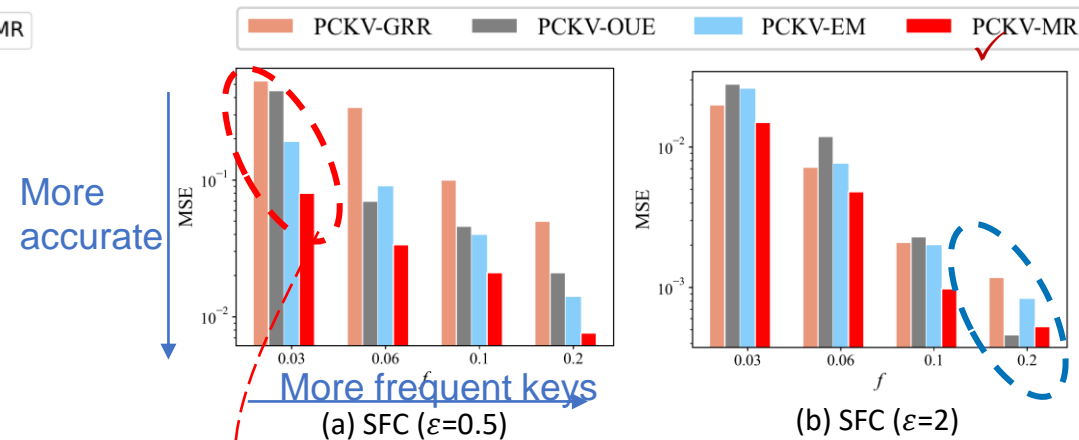 MR
PCKV-GRR PCKV-OUE PCKV-EM PCKV-MR
More
accurate
MSE
10⁻¹
10⁻²
0.03 0.06 0.1 0.2
f
More frequent keys
(a) SFC (ε=0.5)
MSE
10⁻²
10⁻³
0.03 0.06 0.1 0.2
f
(b) SFC (ε=2)